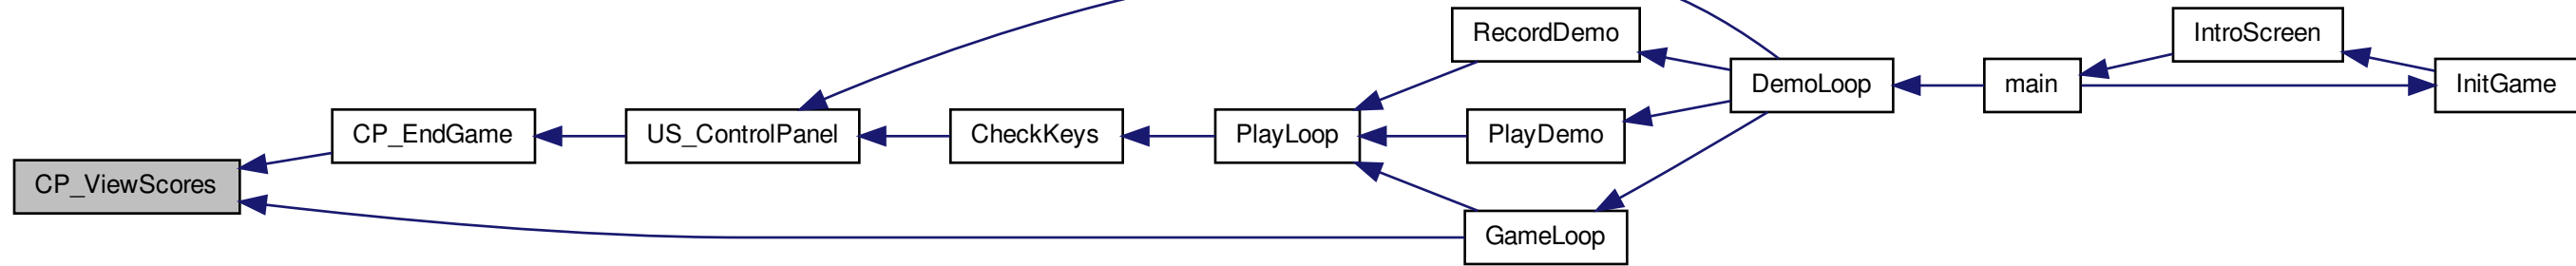 RecordDemo
IntroScreen
DemoLoop
main
InitGame
CP_EndGame
US_ControlPanel
CheckKeys
PlayLoop
PlayDemo
CP_ViewScores
GameLoop